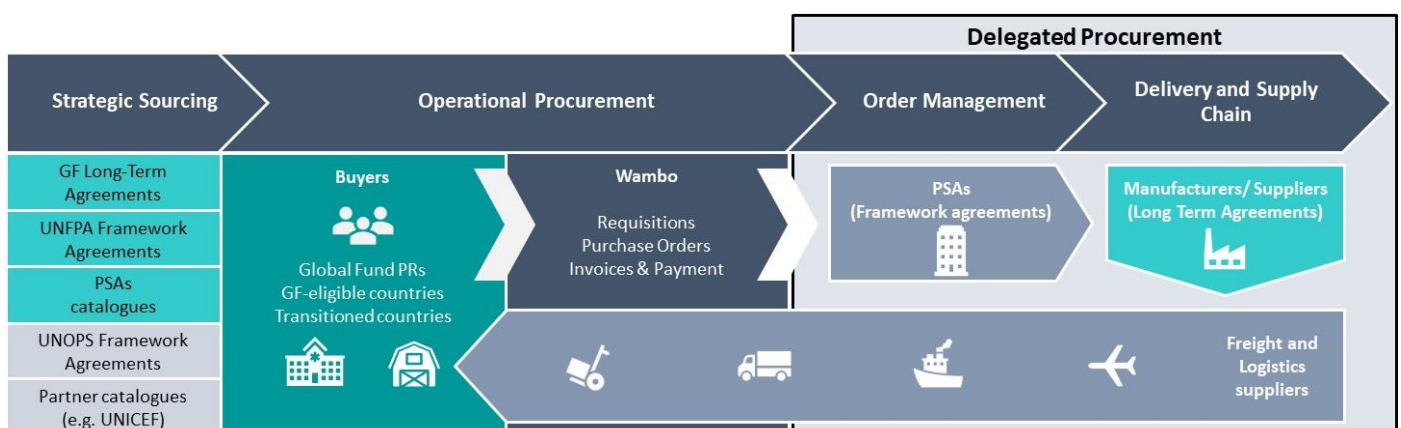 Delegated Procurement
Strategic Sourcing
Operational Procurement
Order Management
Delivery and Supply
Chain
GF Long-Term
Agreements
UNFPA Framework
Agreements
PSAs
catalogues
UNOPS Framework
Agreements
Partner catalogues
(e.g. UNICEF)
Buyers
Global Fund PRs
GF-eligible countries
Transitioned countries
Wambo
Requisitions
Purchase Orders
Invoices & Payment
PSAs
(Framework agreements)
Manufacturers/ Suppliers
(Long Term Agreements)
Freight and
Logistics
suppliers